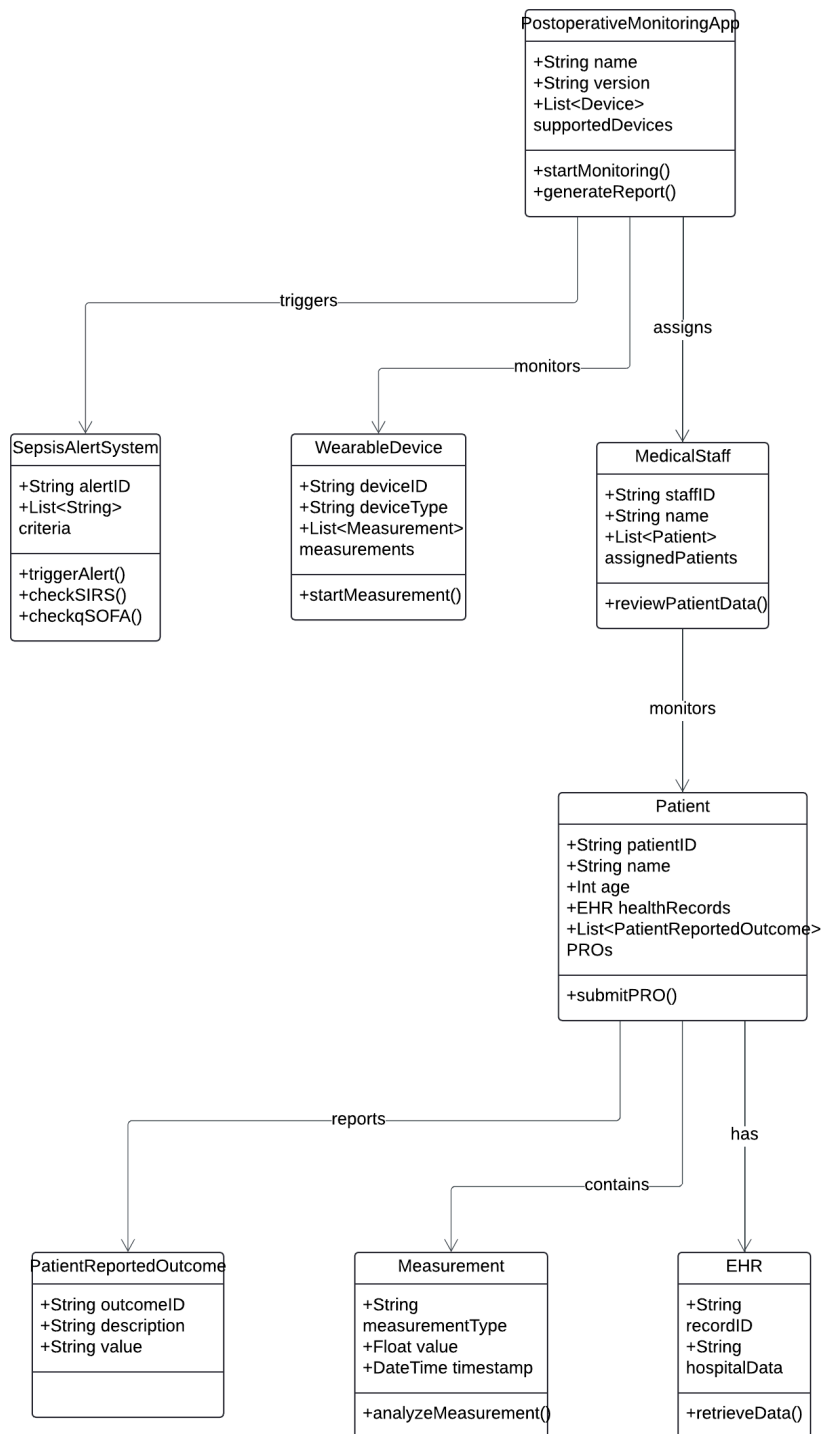 PostoperativeMonitoringApp
+String name
+String version
+List<Device>
supportedDevices
+startMonitoring()
+generateReport()
triggers
monitors
assigns
SepsisAlertSystem
+String alertID
+List<String>
criteria
+triggerAlert()
+checkSIRS()
+checkqSOFA()
WearableDevice
+String deviceID
+String deviceType
+List<Measurement>
measurements
+startMeasurement()
MedicalStaff
+String staffID
+String name
+List<Patient>
assignedPatients
+reviewPatientData()
monitors
Patient
+String patientID
+String name
+Int age
+EHR healthRecords
+List<PatientReportedOutcome>
PROs
+submitPRO()
reports
contains
has
PatientReportedOutcome
+String outcomeID
+String description
+String value
Measurement
+String
measurementType
+Float value
+DateTime timestamp
+analyzeMeasurement()
EHR
+String
recordID
+String
hospitalData
+retrieveData()